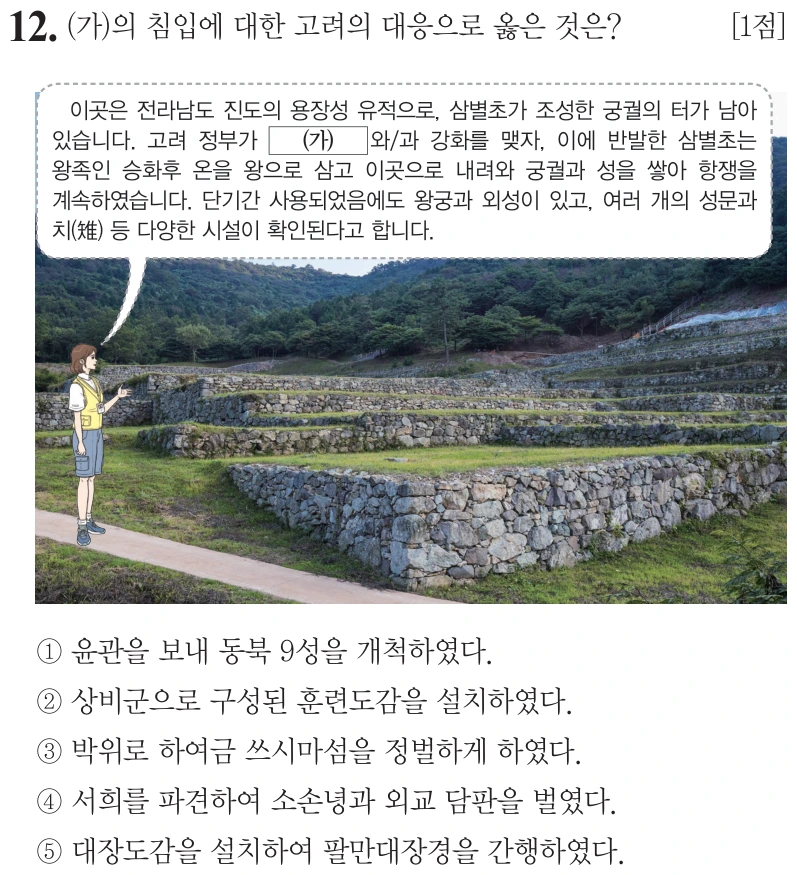 12. (가)의 침입에 대한 고려의 대응으로 옳은 것은? [1점]
이곳은 전라남도 진도의 용장성 유적으로, 삼별초가 조성한 궁궐의 터가 남아
있습니다. 고려 정부가 (가) 와/과 강화를 맺자, 이에 반발한 삼별초는
왕족인 승화후 온을 왕으로 삼고 이곳으로 내려와 궁궐과 성을 쌓아 항쟁을
계속하였습니다. 단기간 사용되었음에도 왕궁과 외성이 있고, 여러 개의 성문과
치(雉) 등 다양한 시설이 확인된다고 합니다.
① 윤관을 보내 동북 9성을 개척하였다.
② 상비군으로 구성된 훈련도감을 설치하였다.
③ 박위로 하여금 쓰시마섬을 정벌하게 하였다.
④ 서희를 파견하여 소손녕과 외교 담판을 벌였다.
⑤ 대장도감을 설치하여 팔만대장경을 간행하였다.